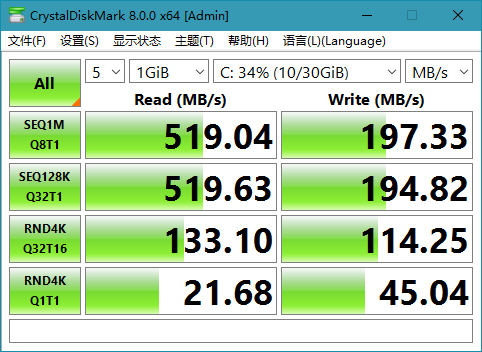 CrystalDiskMark 8.0.0 x64 [Admin]
文件(F) 设置(S) 显示状态 主题(T) 帮助(H) 语言(L)(Language)
All 5 1GiB C: 34% (10/30GiB) MB/s
Read (MB/s) Write (MB/s)
SEQ1M
Q8T1 519.04 197.33
SEQ128K
Q32T1 519.63 194.82
RND4K
Q32T16 133.10 114.25
RND4K
Q1T1 21.68 45.04